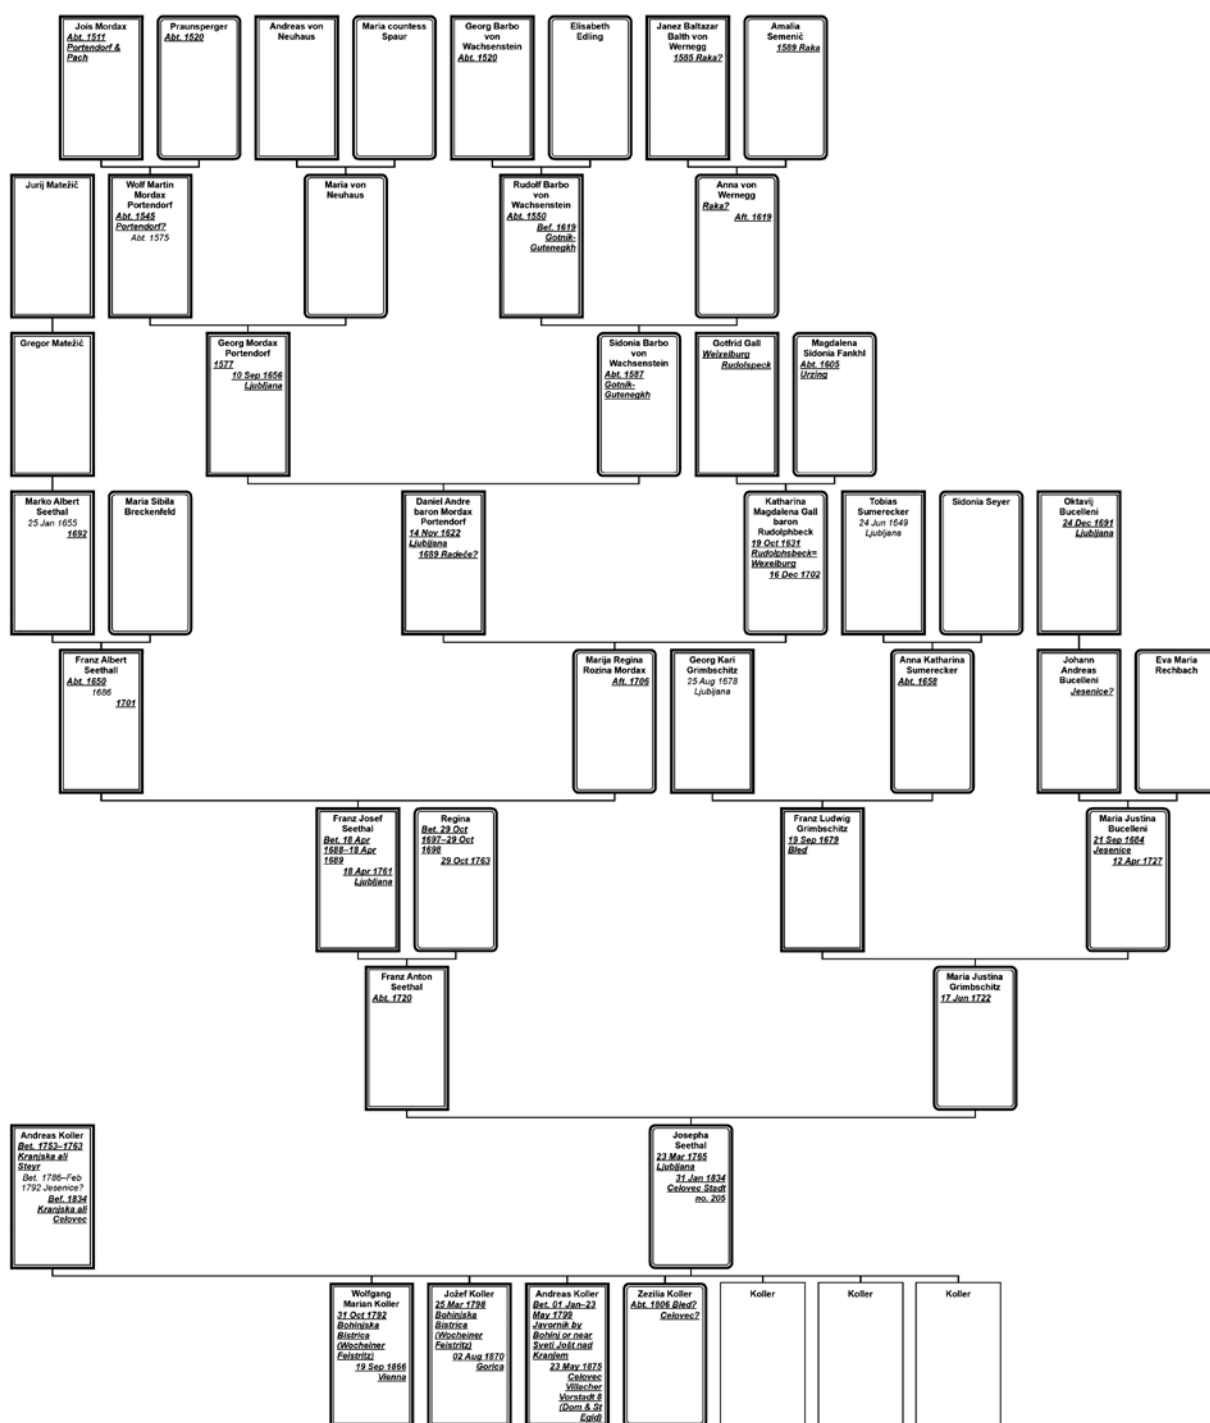 Jois Mordax
Abt. 1511
Portendorf &
Pach
Praunsperger
Abt. 1520
Andreas von
Neuhaus
Maria countess
Spaur
Georg Barbo
von
Wachsenstein
Abt. 1520
Elisabeth
Edling
Janez Baltazar
Balth von
Wernegg
1585 Raka?
Amalia
Semenič
1589 Raka
Jurij Matežič
Wolf Martin
Mordax
Portendorf
Abt. 1545
Portendorf?
Abt. 1575
Maria von
Neuhaus
Rudolf Barbo
von
Wachsenstein
Abt. 1550
Bef. 1619
Gotnik-
Gutenegkh
Anna von
Wernegg
Raka?
Aft. 1619
Gregor Matežič
Georg Mordax
Portendorf
1577
10 Sep 1656
Ljubljana
Sidonia Barbo
von
Wachsenstein
Abt. 1587
Gotnik-
Gutenegkh
Gotfrid Gall
Weixelburg
Rudolspeck
Magdalena
Sidonia Fankhl
Abt. 1605
Urzing
Marko Albert
Seethal
25 Jan 1655
1692
Maria Sibila
Breckenfeld
Daniel Andre
baron Mordax
Portendorf
14 Nov 1622
Ljubljana
1689 Radeče?
Katharina
Magdalena Gall
baron
Rudolphbeck
19 Oct 1631
Rudolphsbeck=
Wexelburg
16 Dec 1702
Tobias
Sumerecker
24 Jun 1649
Ljubljana
Sidonia Seyer
Oktavij
Bucelleni
24 Dec 1691
Ljubljana
Franz Albert
Seethall
Abt. 1650
1686
1701
Marija Regina
Rozina Mordax
Aft. 1706
Georg Karl
Grimbschitz
25 Aug 1678
Ljubljana
Anna Katharina
Sumerecker
Abt. 1658
Johann
Andreas
Bucelleni
Jesenice?
Eva Maria
Rechbach
Franz Josef
Seethal
Bet. 18 Apr
1688–18 Apr
1689
18 Apr 1761
Ljubljana
Regina
Bet. 29 Oct
1697–29 Oct
1698
29 Oct 1763
Franz Ludwig
Grimbschitz
19 Sep 1679
Bled
Maria Justina
Bucelleni
21 Sep 1684
Jesenice
12 Apr 1727
Franz Anton
Seethal
Abt. 1720
Maria Justina
Grimbschitz
17 Jun 1722
Andreas Koller
Bet. 1753–1763
Kranjska ali
Steyr
Bet. 1786–Feb
1792 Jesenice?
Bef. 1834
Kranjska ali
Celovec
Josepha
Seethal
23 Mar 1765
Ljubljana
31 Jan 1834
Celovec Stadt
no. 205
Wolfgang
Marian Koller
31 Oct 1792
Bohinjska
Bistrica
(Wocheiner
Feistritz)
19 Sep 1866
Vienna
Jožef Koller
25 Mar 1798
Bohinjska
Bistrica
(Wocheiner
Feistritz)
02 Aug 1870
Gorica
Andreas Koller
Bet. 01 Jan–23
May 1799
Javornik by
Bohinj or near
Sveti Jošt nad
Kranjem
23 May 1875
Celovec
Villacher
Vorstadt 8
(Dom & St
Egid)
Zezilia Koller
Abt. 1806 Bled?
Celovec?
Koller
Koller
Koller